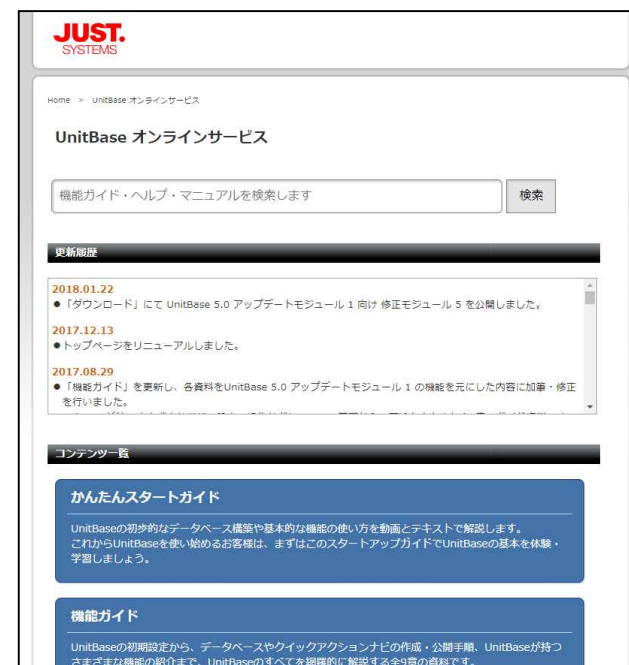 JUST.
SYSTEMS
Home > UnitBase オンラインサービス
UnitBase オンラインサービス
機能ガイド・ヘルプ・マニュアルを検索します
検索
更新履歴
2018.01.22
●「ダウンロード」にて UnitBase 5.0 アップデートモジュール 1 向け 修正モジュール 5 を公開しました。
2017.12.13
●トップページをリニューアルしました。
2017.08.29
●「機能ガイド」を更新し、各資料をUnitBase 5.0 アップデートモジュール 1 の機能を元にした内容に加筆・修正
を行いました。
コンテンツ一覧
かんたんスタートガイド
UnitBaseの初歩的なデータベース構築や基本的な機能の使い方を動画とテキストで解説します。
これからUnitBaseを使い始めるお客様は、まずはこのスタートアップガイドでUnitBaseの基本を体験・
学習しましょう。
機能ガイド
UnitBaseの初期設定から、データベースやクイックアクションナビの作成・公開手順、UnitBaseが持つ
さまざまな機能の紹介まで、UnitBaseのすべてを網羅的に解説する全9章の資料です。